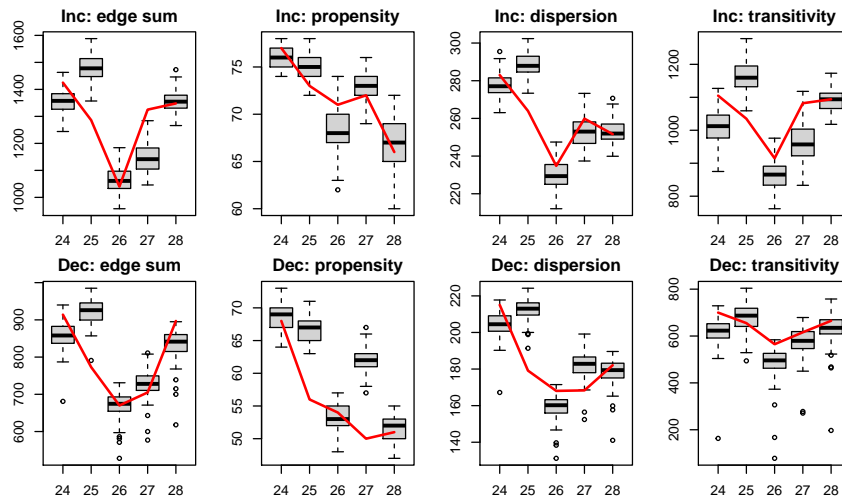 Inc: edge sum
1000 1100 1200 1300 1400 1500 1600
24 25 26 27 28
Inc: propensity
60 65 70 75
24 25 26 27 28
Inc: dispersion
220 240 260 280 300
24 25 26 27 28
Inc: transitivity
800 1000 1200
24 25 26 27 28
Dec: edge sum
600 700 800 900
24 25 26 27 28
Dec: propensity
50 55 60 65 70
24 25 26 27 28
Dec: dispersion
140 160 180 200 220
24 25 26 27 28
Dec: transitivity
200 400 600 800
24 25 26 27 28